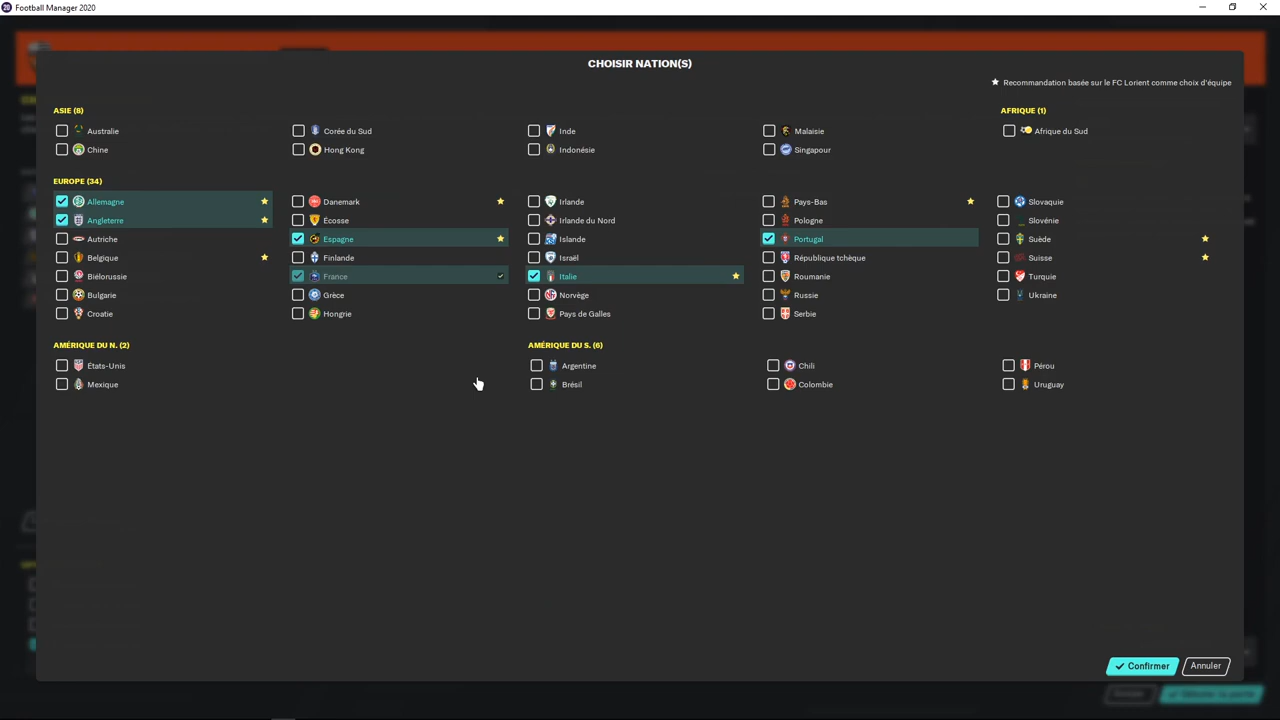 Football Manager 2020
CHOISIR NATION(S)
Recommandation basée sur le FC Lorient comme choix d'équipe
ASIE (8)
AFRIQUE (1)
Australie
Corée du Sud
Inde
Malaisie
Afrique du Sud
Chine
Hong Kong
Indonésie
Singapour
EUROPE (34)
Allemagne
Danemark
Irlande
Pays-Bas
Slovaquie
Angleterre
Écosse
Irlande du Nord
Pologne
Slovénie
Autriche
Espagne
Islande
Portugal
Suède
Belgique
Finlande
Israël
République tchèque
Suisse
Biélorussie
France
Italie
Roumanie
Turquie
Bulgarie
Grèce
Norvège
Russie
Ukraine
Croatie
Hongrie
Pays de Galles
Serbie
AMÉRIQUE DU N. (2)
AMÉRIQUE DU S. (6)
États-Unis
Argentine
Chili
Pérou
Mexique
Brésil
Colombie
Uruguay
Confirmer
Annuler